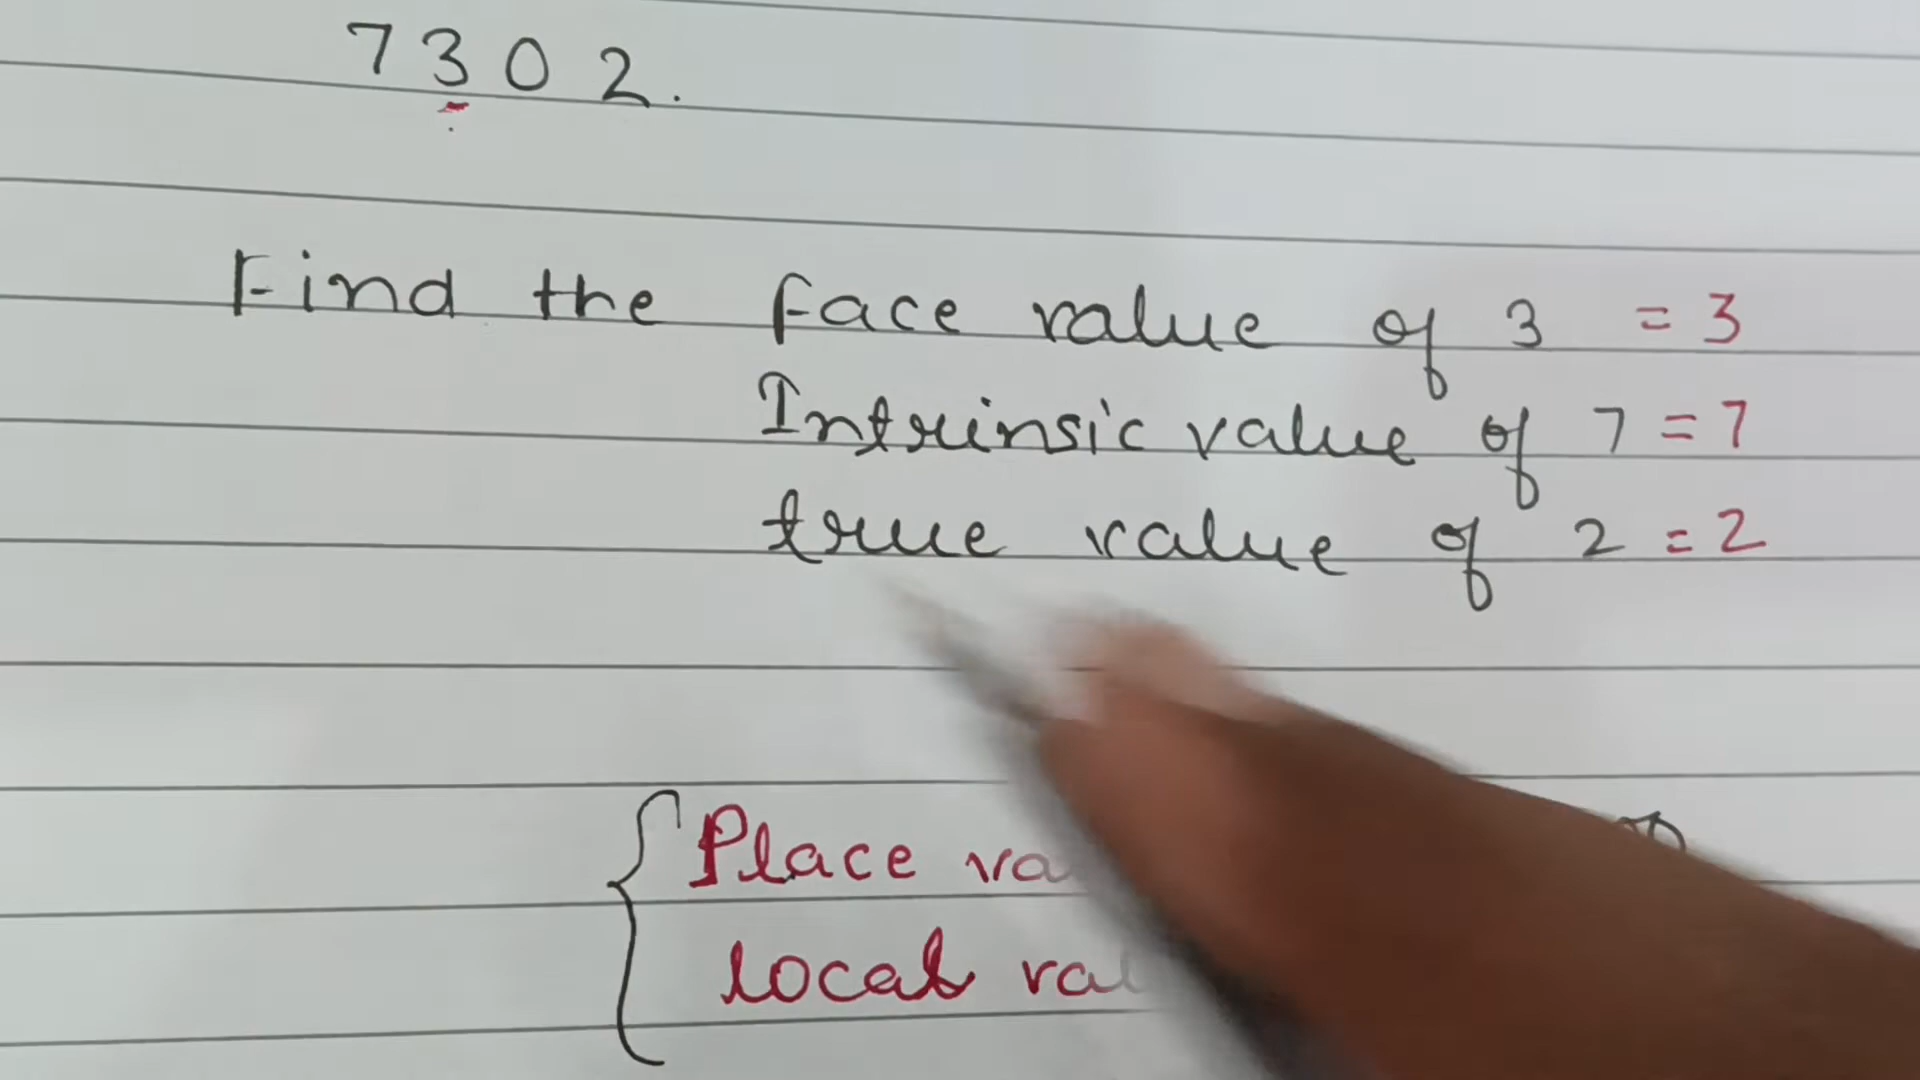 7302.
Find the face value of 3 = 3
Intrinsic value of 7 = 7
true value of 2 = 2
Place
local